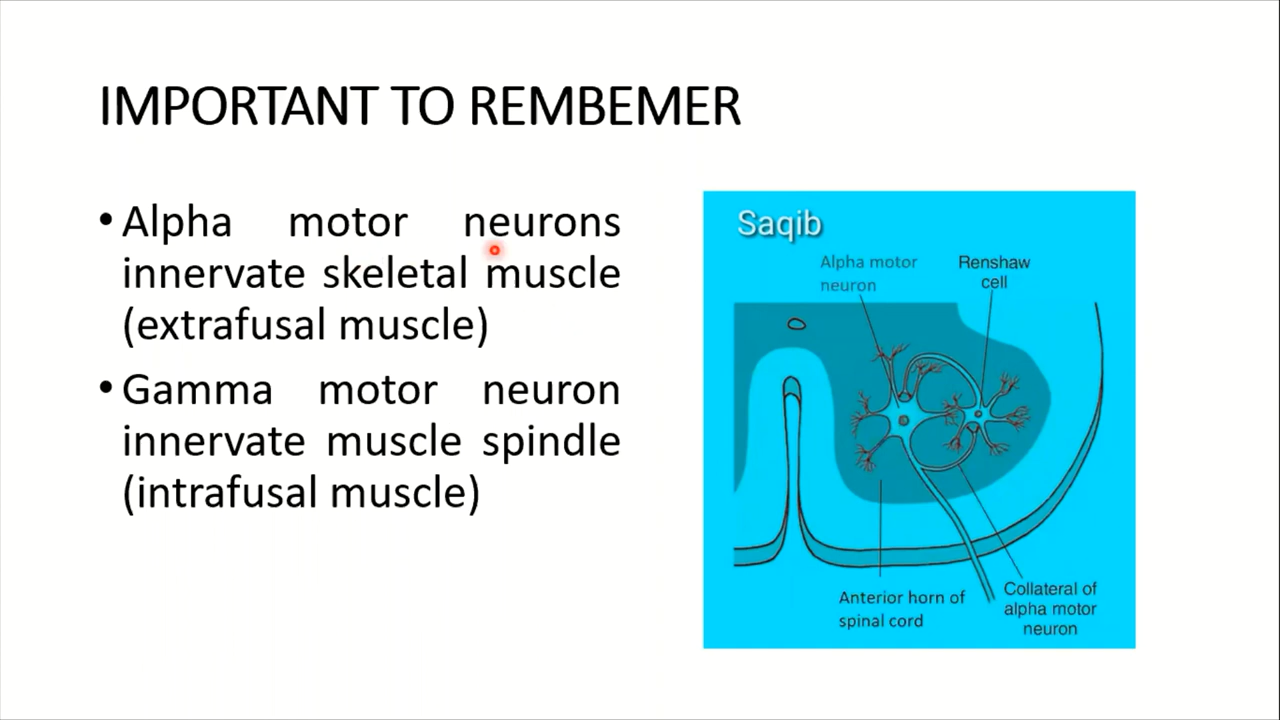 IMPORTANT TO REMBEMER
• Alpha motor neurons
innervate skeletal muscle
(extrafusal muscle)
• Gamma motor neuron
innervate muscle spindle
(intrafusal muscle)
Saqib
Alpha motor
neuron
Renshaw
cell
Anterior horn of
spinal cord
Collateral of
alpha motor
neuron